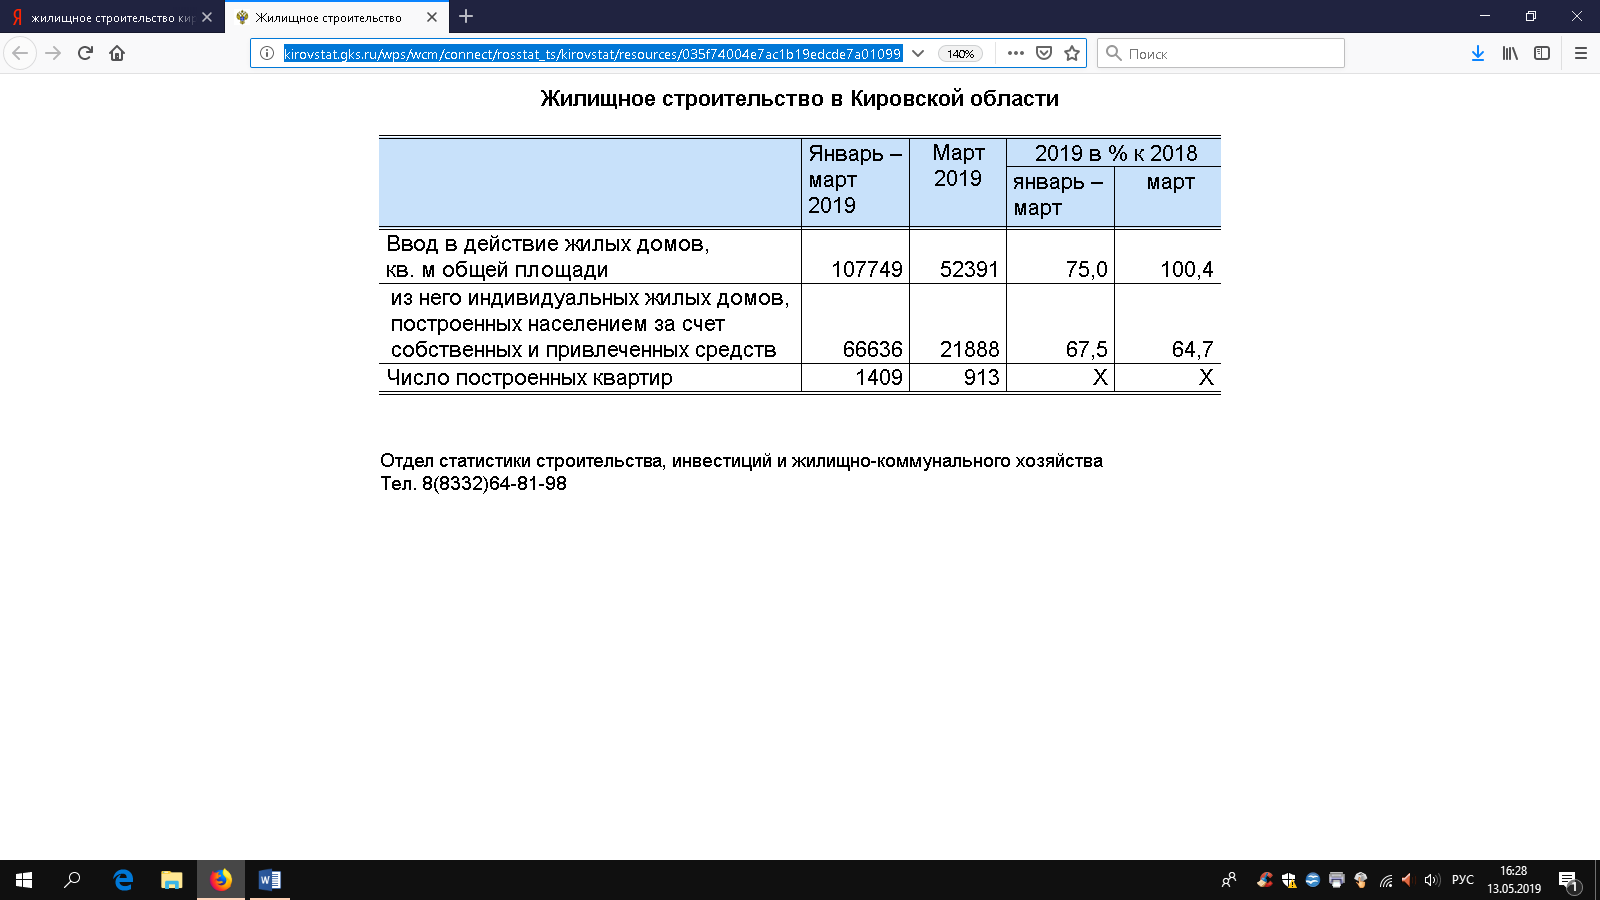 жилищное строительство ки
Жилищное строительство
kirovstat.gks.ru/wps/wcm/connect/rosstat_ts/kirovstat/resources/035f74004e7ac1b19edcde7a01099
140%
Поиск
Жилищное строительство в Кировской области
Январь –
март
2019
Март
2019
2019 в % к 2018
январь –
март
март
Ввод в действие жилых домов,
кв. м общей площади 107749 52391 75,0 100,4
из него индивидуальных жилых домов,
построенных населением за счет
собственных и привлеченных средств 66636 21888 67,5 64,7
Число построенных квартир 1409 913 X X
Отдел статистики строительства, инвестиций и жилищно-коммунального хозяйства
Тел. 8(8332)64-81-98
РУС
16:28
13.05.2019
1